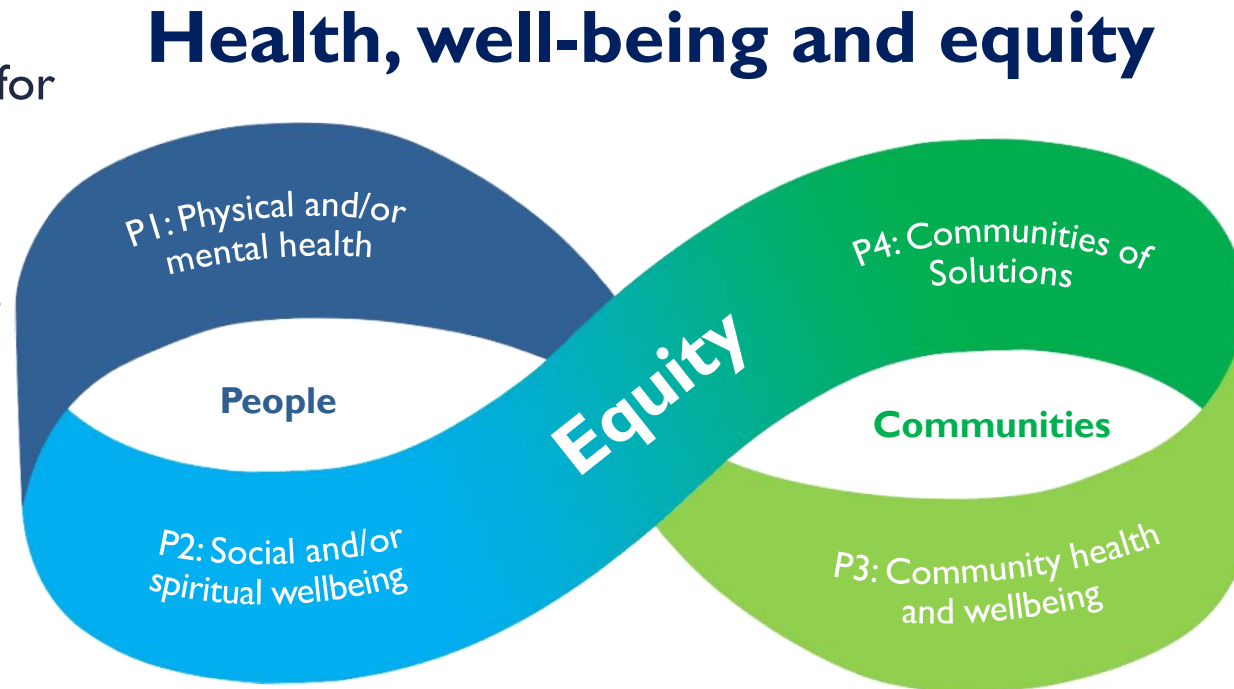 Health, well-being and equity
for
P1: Physical and/or
mental health
P4: Communities of
Solutions
Equity
People
Communities
P2: Social and/or
spiritual wellbeing
P3: Community health
and wellbeing